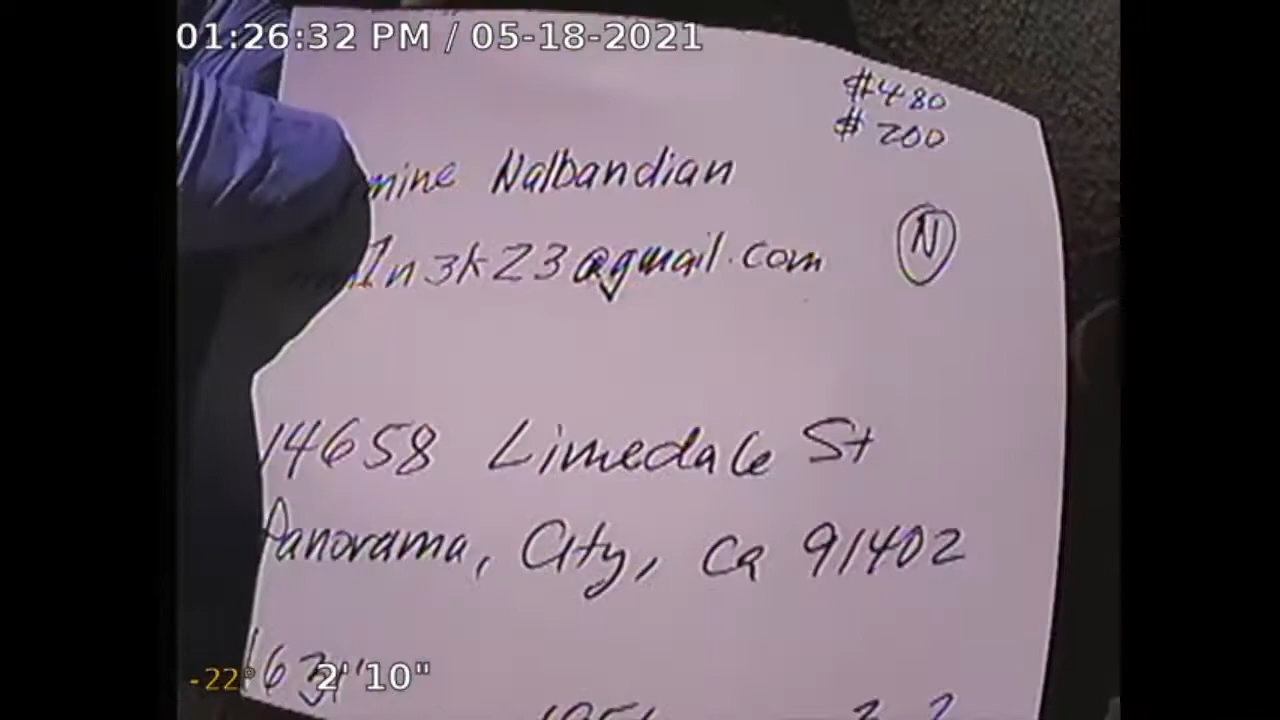 01:26:32 PM / 05-18-2021
$480
$200
mine Nalbandian
N
1n3k23@gmail.com
14658 Limedale St
Panorama, City, Ca 91402
-22° 2'10"